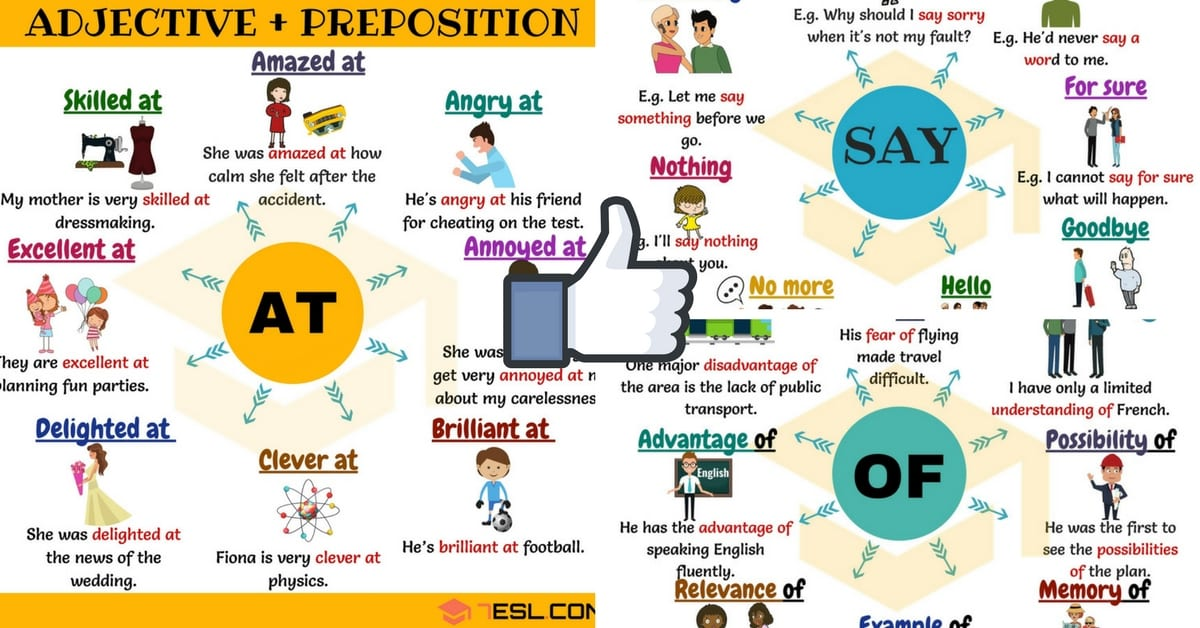 ADJECTIVE + PREPOSITION
Amazed at
She was amazed at how
calm she felt after the
accident.
Skilled at
My mother is very skilled at
dressmaking.
Angry at
He's angry at his friend
for cheating on the test.
Excellent at
They are excellent at
planning fun parties.
AT
Annoyed at
She was
get very annoyed at
about my carelessness
Delighted at
She was delighted at
the news of the
wedding.
Clever at
Fiona is very clever at
physics.
Brilliant at
He's brilliant at football.
7ESL.COM
E.g. Why should I say sorry
when it's not my fault?
E.g. He'd never say a
word to me.
E.g. Let me say
something before we
go.
SAY
For sure
E.g. I cannot say for sure
what will happen.
Nothing
I'll say nothing
you.
Goodbye
No more
Hello
One major disadvantage of
the area is the lack of public
transport.
His fear of flying
made travel
difficult.
I have only a limited
understanding of French.
Advantage of
English
He has the advantage of
speaking English
fluently.
OF
Possibility of
He was the first to
see the possibilities
of the plan.
Relevance of
Example of
Memory of